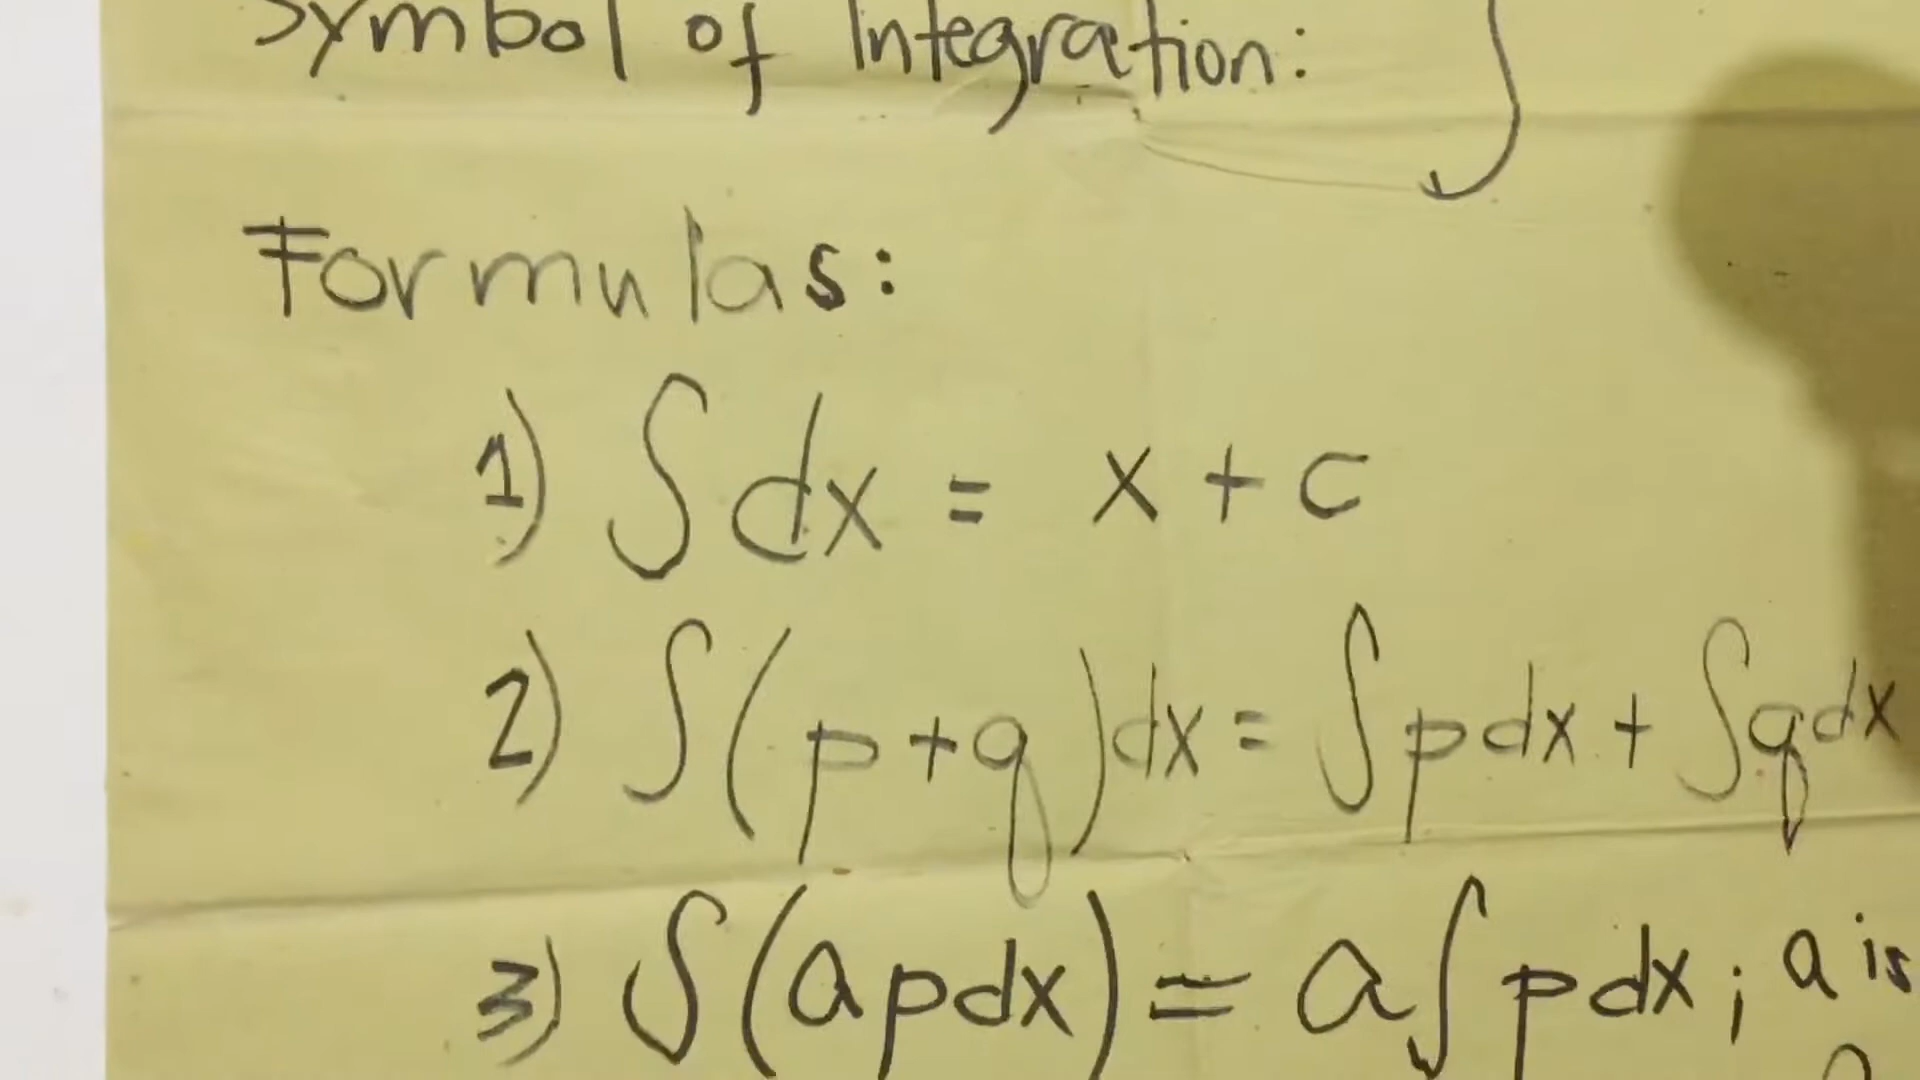 Symbol of Integration: ∫
Formulas:
1) ∫dx = x + c
2) ∫(p+q)dx = ∫pdx + ∫qdx
3) ∫(apdx) = a∫pdx; a is